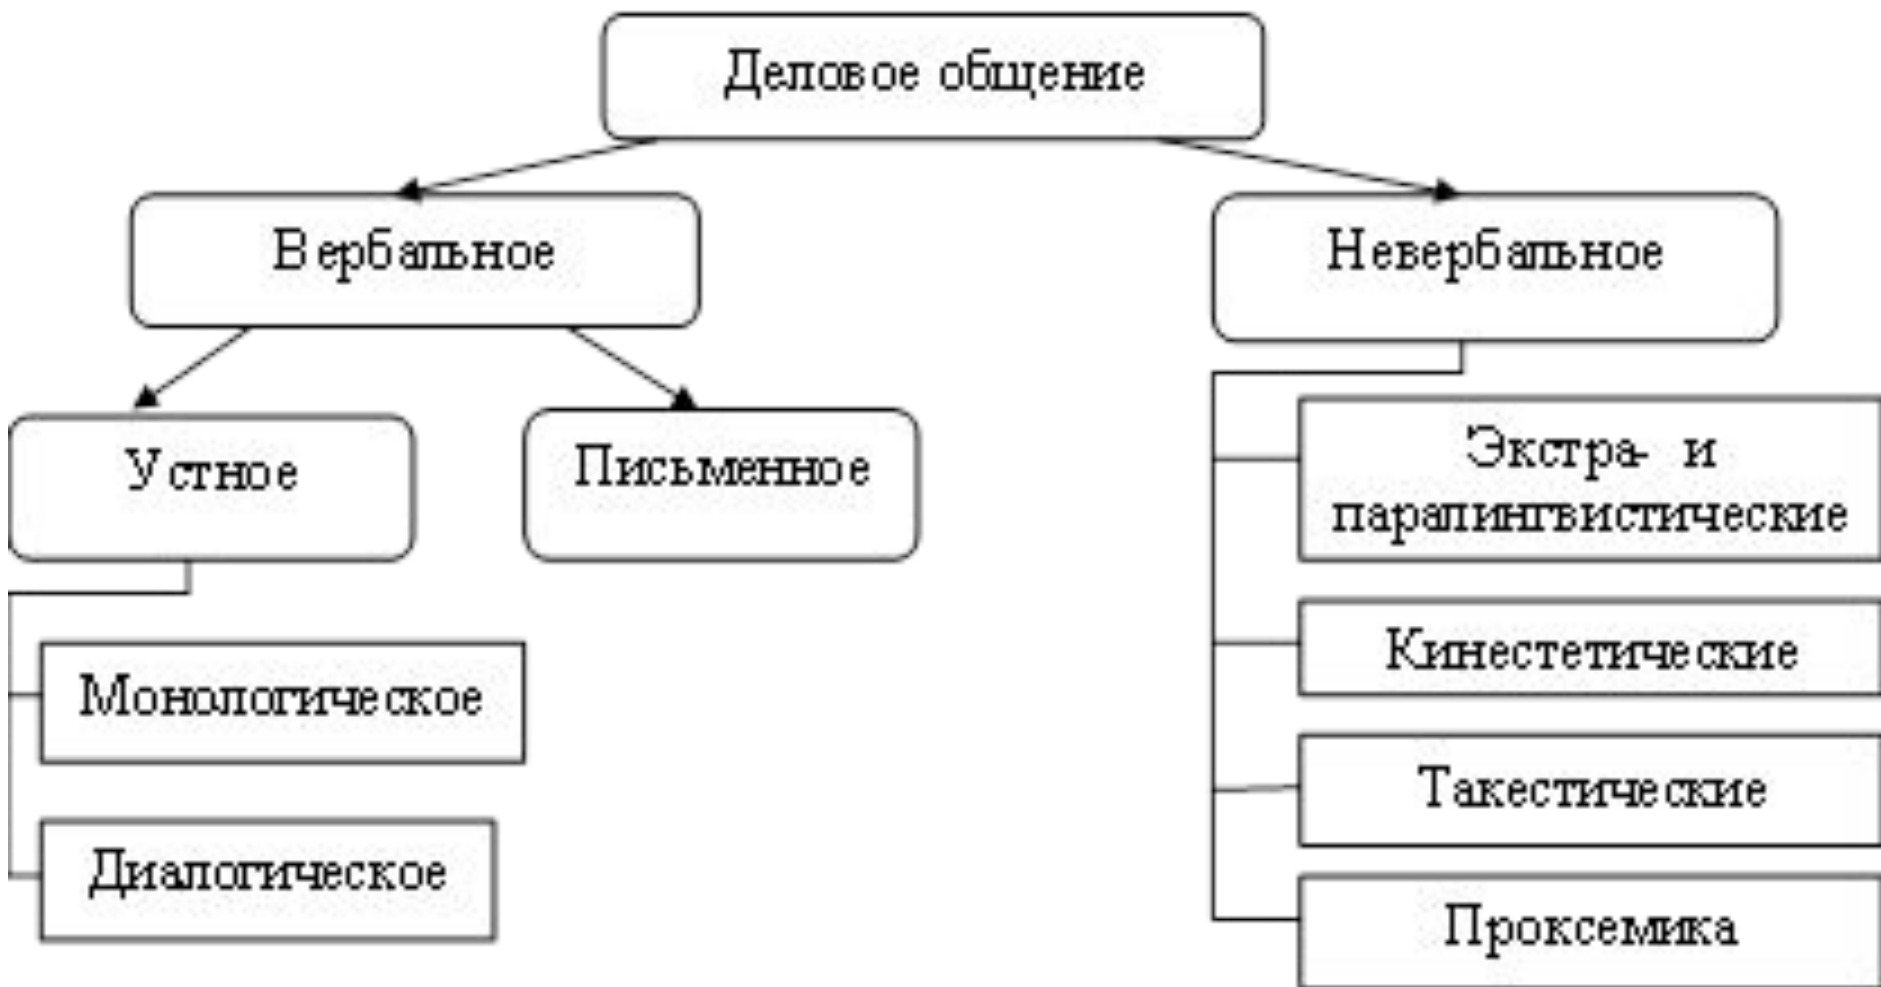 Деловое общение
Вербальное
Невербальное
Устное
Письменное
Экстра- и
паралингвистические
Кинестетические
Монологическое
Такестические
Диалогическое
Проксемика